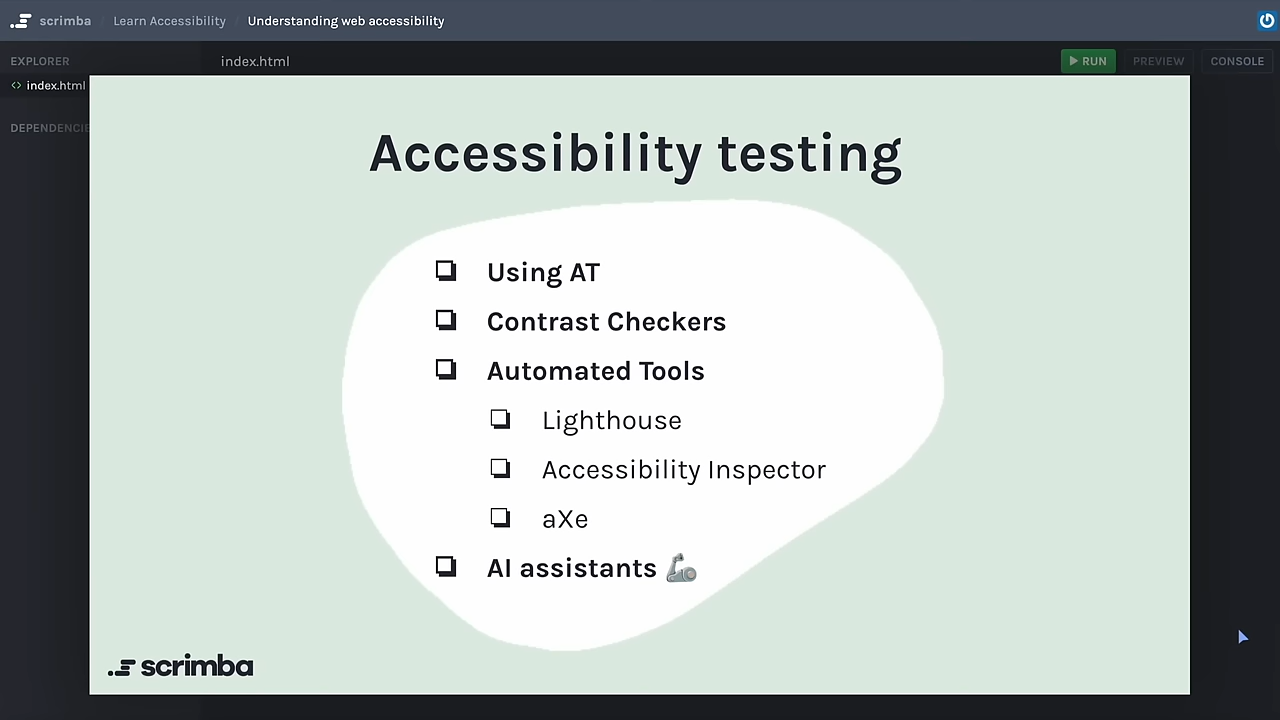 scrimba / Learn Accessibility / Understanding web accessibility
EXPLORER
index.html
RUN
PREVIEW
CONSOLE
index.html
DEPENDENCIE
Accessibility testing
Using AT
Contrast Checkers
Automated Tools
Lighthouse
Accessibility Inspector
aXe
AI assistants
scrimba